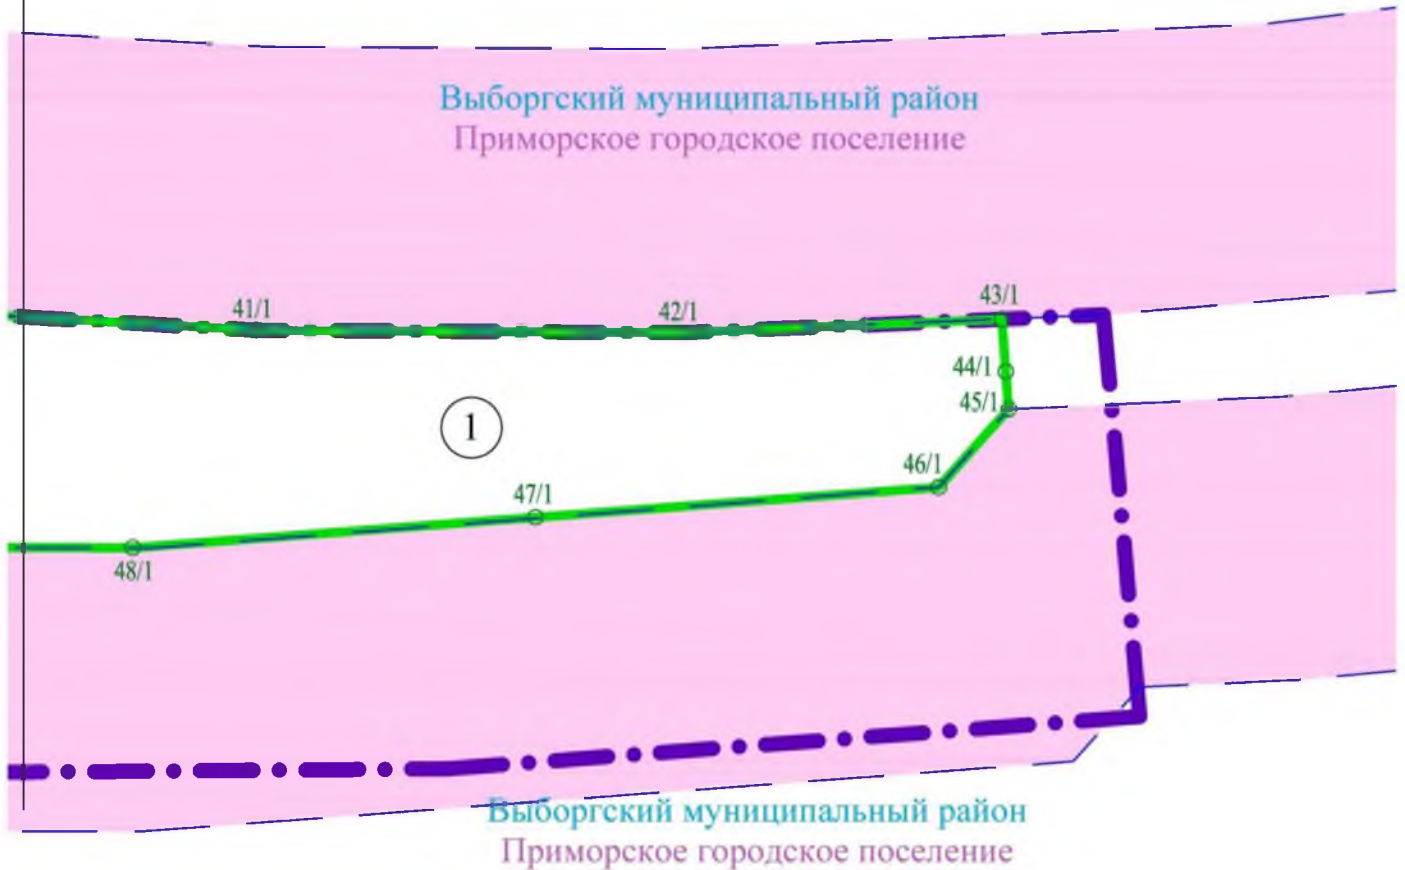 Выборгский муниципальный район
Приморское городское поселение
41/1
42/1
43/1
44/1
45/1
1
46/1
47/1
48/1
Выборгский муниципальный район
Приморское городское поселение